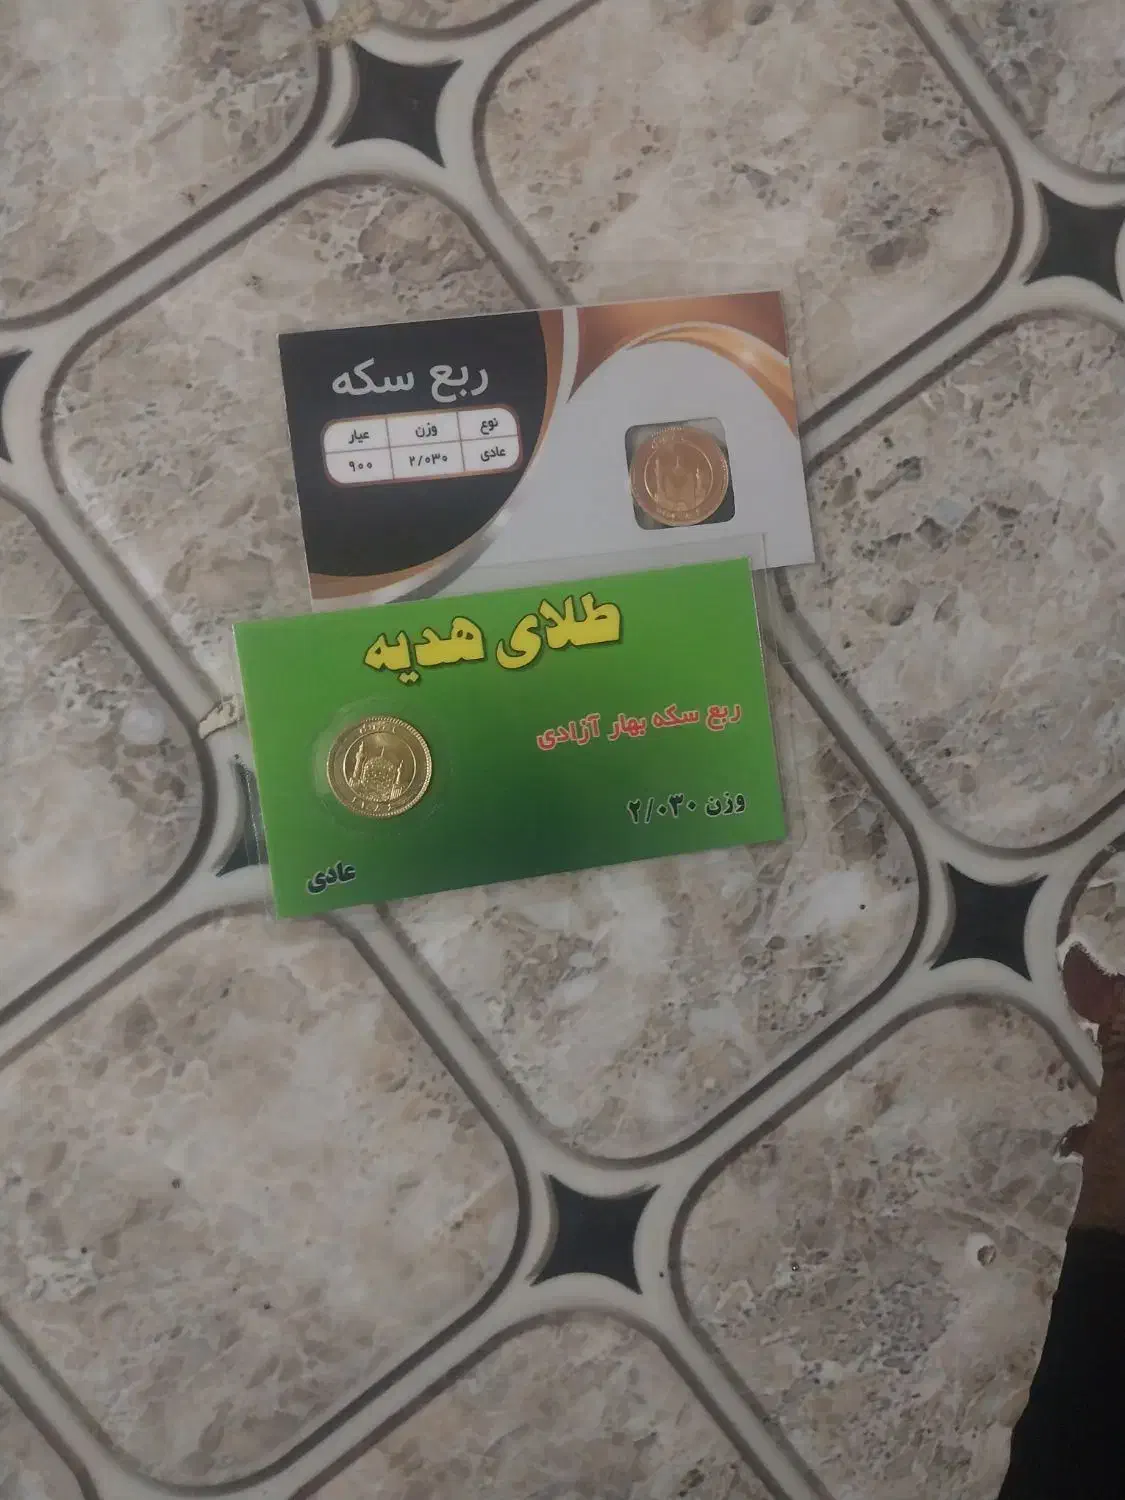 ربع سکه
نوع وزن عیار
عادی ۲/۰۳۰ ۹۰۰
طلای هدیه
ربع سکه بهار آزادی
وزن ۲/۰۳۰
عادی